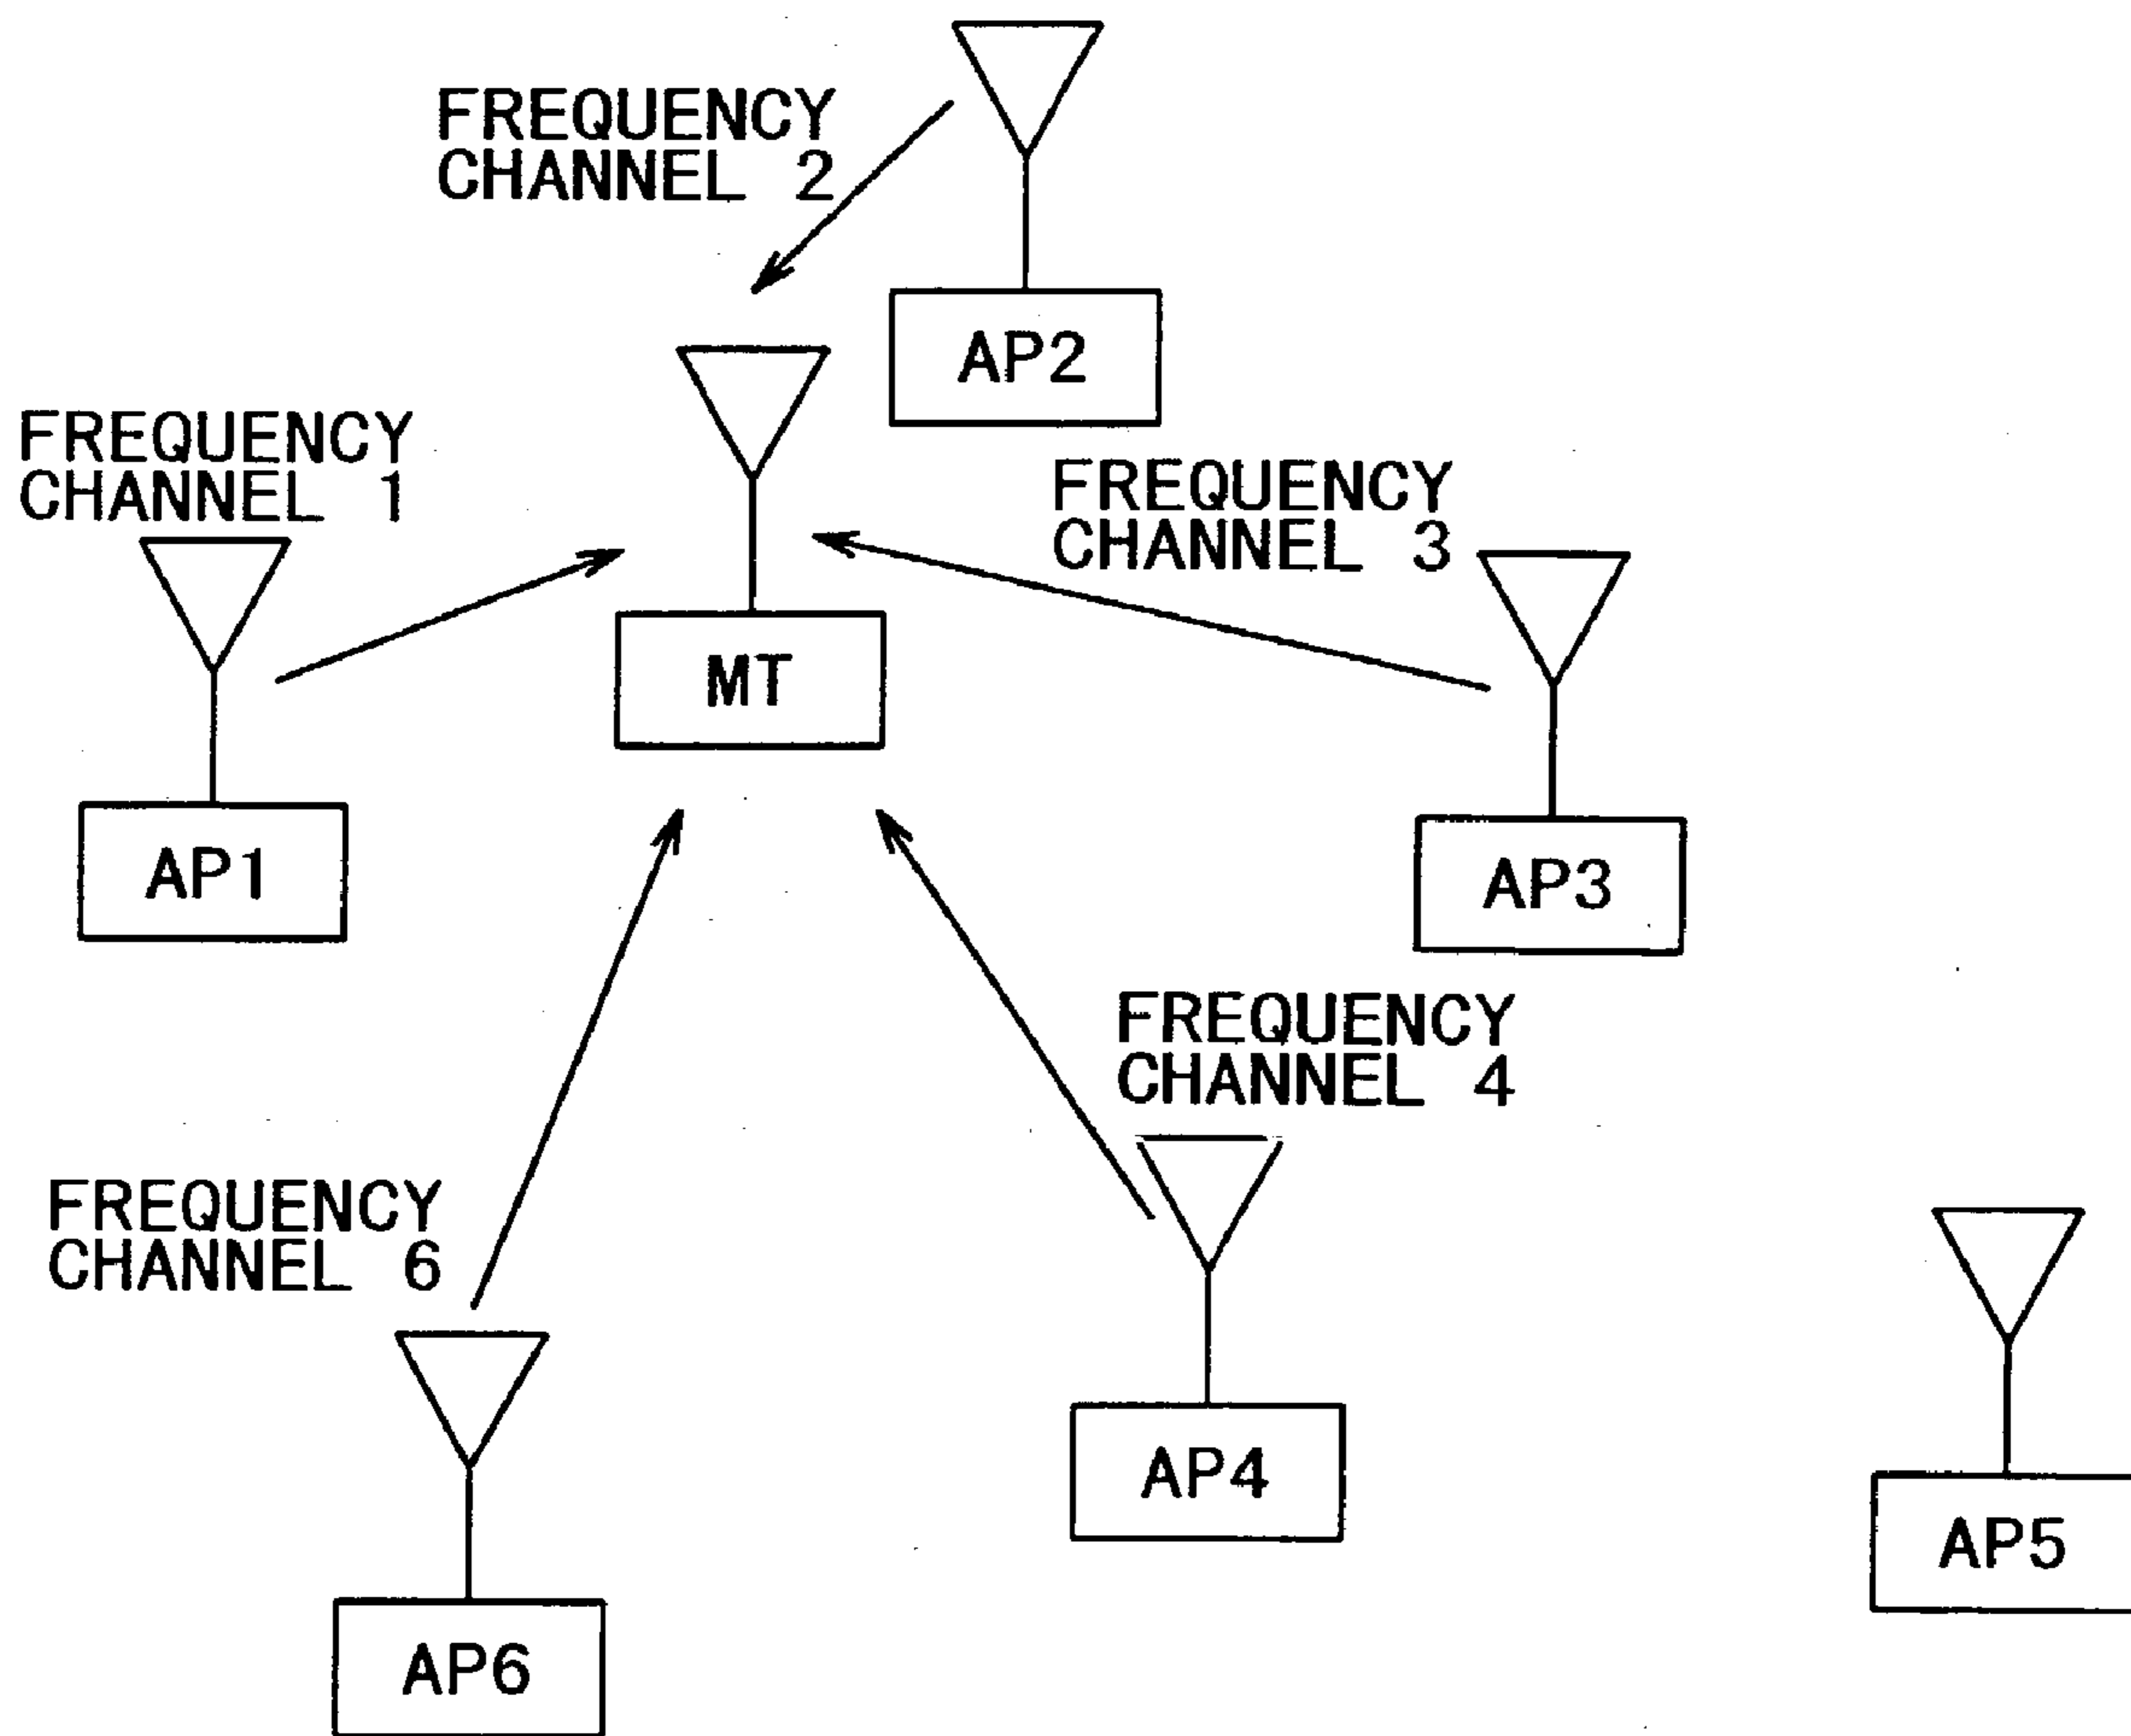 FREQUENCY
CHANNEL 2
AP2
FREQUENCY
CHANNEL 1
FREQUENCY
CHANNEL 3
MT
AP1
AP3
FREQUENCY
CHANNEL 4
FREQUENCY
CHANNEL 6
AP4
AP5
AP6